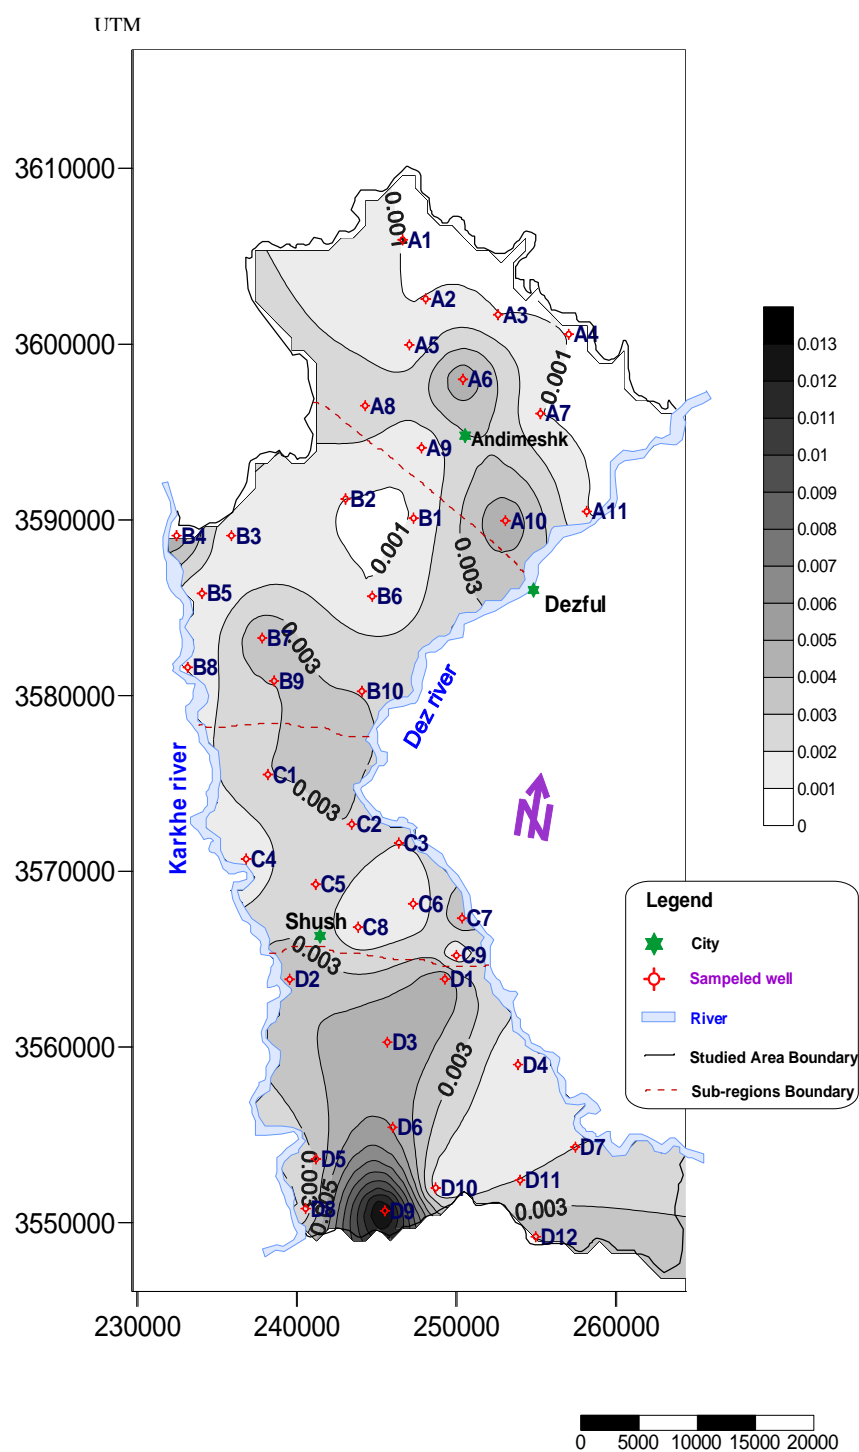 UTM
3610000
3600000
3590000
3580000
3570000
3560000
3550000
230000
240000
250000
260000
0.001
A1
A2
A3
A4
A5
A6
0.001
A7
A8
Andimeshk
A9
B2
B1
A10
A11
0.001
0.003
B4
B3
B5
B6
Dezful
B7
0.003
B8
B9
B10
Dez river
Karkhe river
C1
0.003
C2
C3
C4
C5
C6
C7
Shush
C8
C9
0.003
D2
D1
D3
0.003
D4
D6
D7
D5
0.003
0.005
D8
D9
D10
D11
0.003
D12
N
0.013
0.012
0.011
0.01
0.009
0.008
0.007
0.006
0.005
0.004
0.003
0.002
0.001
0
Legend
City
Sampeled well
River
Studied Area Boundary
Sub-regions Boundary
0 5000 10000 15000 20000